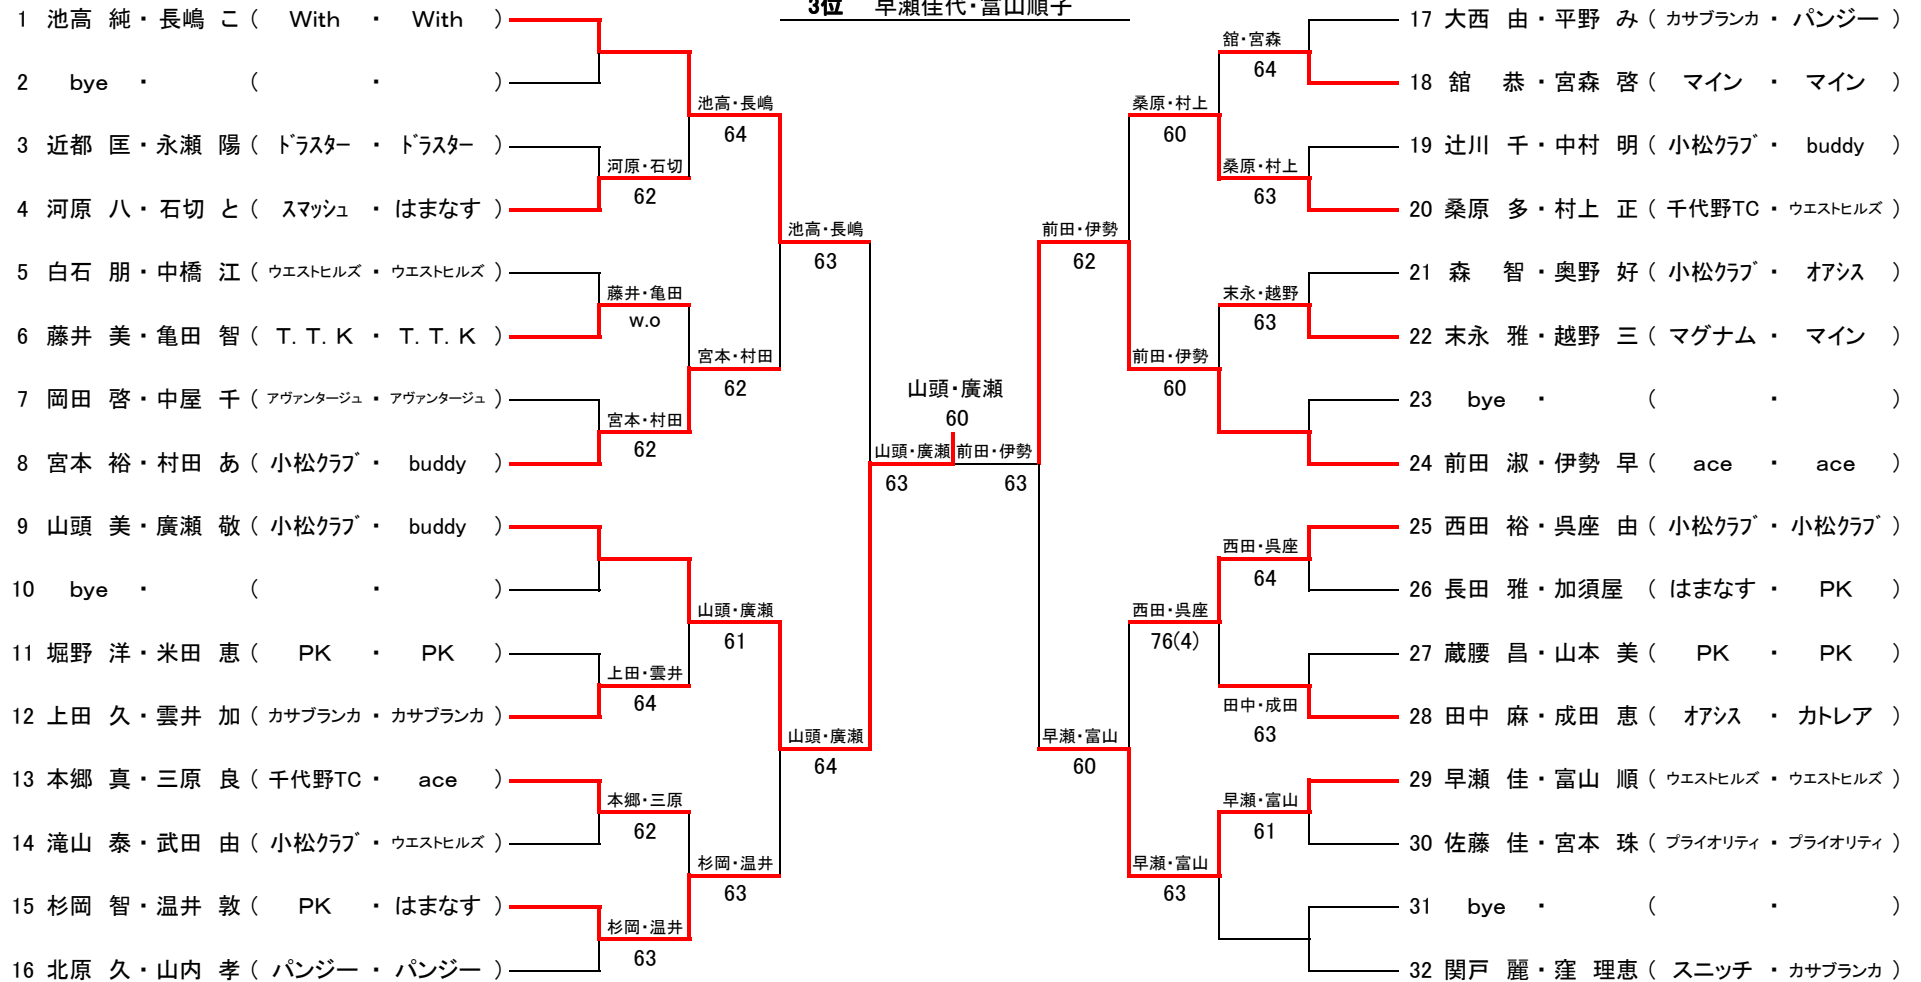 3位 早瀬佳代・富山順子
1 池高 純・長嶋 こ ( With ・ With )
2 bye ・ ( ・ )
3 近都 匡・永瀬 陽 ( ドラスター ・ ドラスター )
4 河原 八・石切 と ( スマッシュ ・ はまなす )
5 白石 朋・中橋 江 ( ウエストヒルズ ・ ウエストヒルズ )
6 藤井 美・亀田 智 ( T.T.K ・ T.T.K )
7 岡田 啓・中屋 千 ( アヴァンタージュ ・ アヴァンタージュ )
8 宮本 裕・村田 あ ( 小松クラブ ・ buddy )
9 山頭 美・廣瀬 敬 ( 小松クラブ ・ buddy )
10 bye ・ ( ・ )
11 堀野 洋・米田 恵 ( PK ・ PK )
12 上田 久・雲井 加 ( カサブランカ ・ カサブランカ )
13 本郷 真・三原 良 ( 千代野TC ・ ace )
14 滝山 泰・武田 由 ( 小松クラブ ・ ウエストヒルズ )
15 杉岡 智・温井 敦 ( PK ・ はまなす )
16 北原 久・山内 孝 ( パンジー ・ パンジー )
河原・石切
62
藤井・亀田
w.o
宮本・村田
62
上田・雲井
64
本郷・三原
62
杉岡・温井
63
池高・長嶋
64
宮本・村田
62
山頭・廣瀬
61
杉岡・温井
63
池高・長嶋
63
山頭・廣瀬
64
山頭・廣瀬
63
山頭・廣瀬
60
前田・伊勢
63
前田・伊勢
62
早瀬・富山
60
桑原・村上
60
前田・伊勢
60
西田・呉座
76(4)
早瀬・富山
63
舘・宮森
64
桑原・村上
63
末永・越野
63
西田・呉座
64
田中・成田
63
早瀬・富山
61
17 大西 由・平野 み ( カサブランカ ・ パンジー )
18 舘 恭・宮森 啓 ( マイン ・ マイン )
19 辻川 千・中村 明 ( 小松クラブ ・ buddy )
20 桑原 多・村上 正 ( 千代野TC ・ ウエストヒルズ )
21 森 智・奥野 好 ( 小松クラブ ・ オアシス )
22 末永 雅・越野 三 ( マグナム ・ マイン )
23 bye ・ ( ・ )
24 前田 淑・伊勢 早 ( ace ・ ace )
25 西田 裕・呉座 由 ( 小松クラブ ・ 小松クラブ )
26 長田 雅・加須屋 ( はまなす ・ PK )
27 蔵腰 昌・山本 美 ( PK ・ PK )
28 田中 麻・成田 恵 ( オアシス ・ カトレア )
29 早瀬 佳・富山 順 ( ウエストヒルズ ・ ウエストヒルズ )
30 佐藤 佳・宮本 珠 ( プライオリティ ・ プライオリティ )
31 bye ・ ( ・ )
32 関戸 麗・窪 理恵 ( スニッチ ・ カサブランカ )